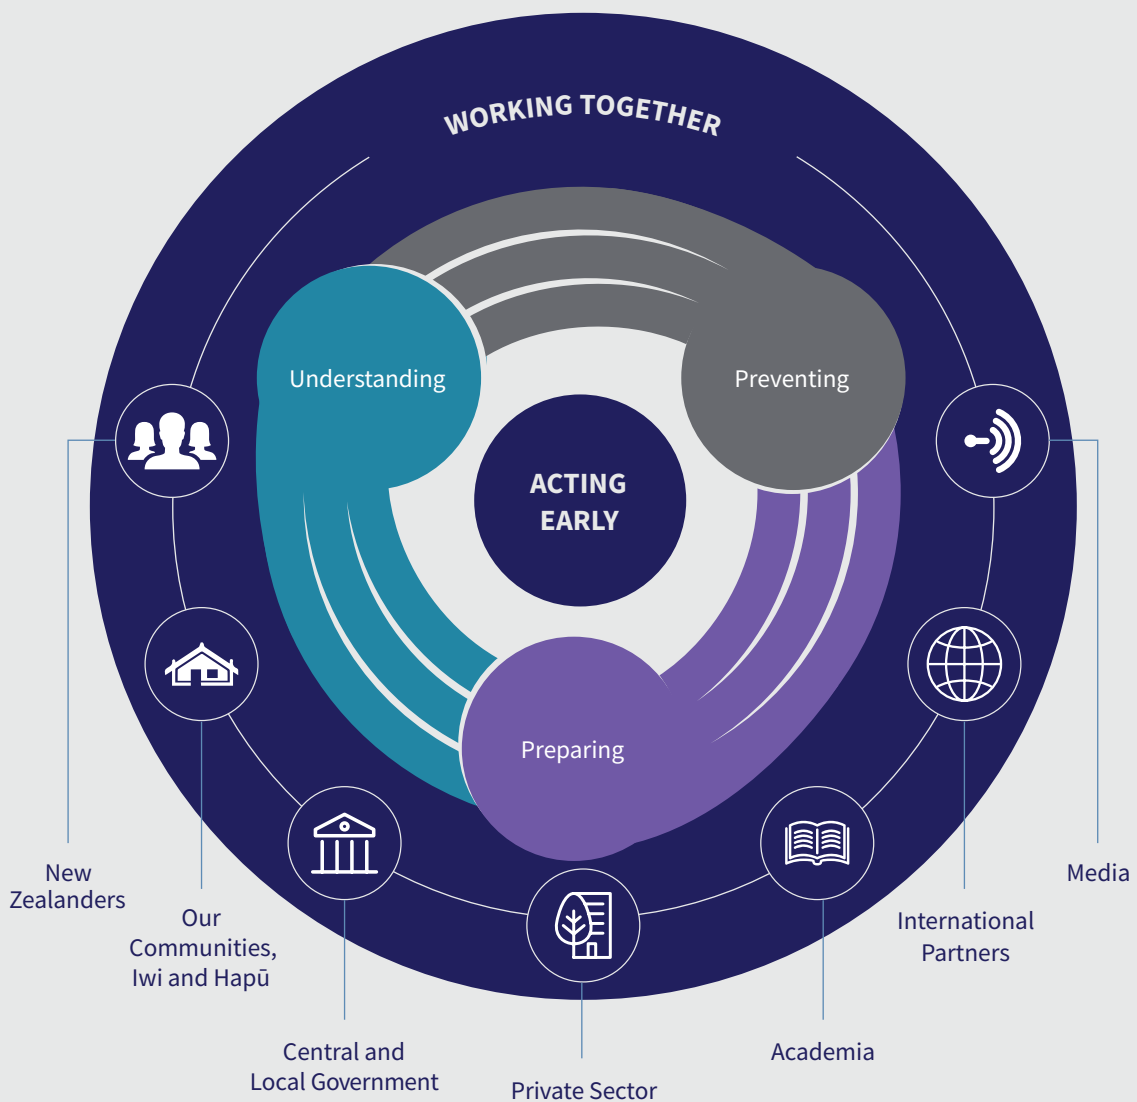 WORKING TOGETHER
Understanding
Preventing
ACTING
EARLY
Preparing
New
Zealanders
Our
Communities,
Iwi and Hapū
Central and
Local Government
Private Sector
Academia
International
Partners
Media